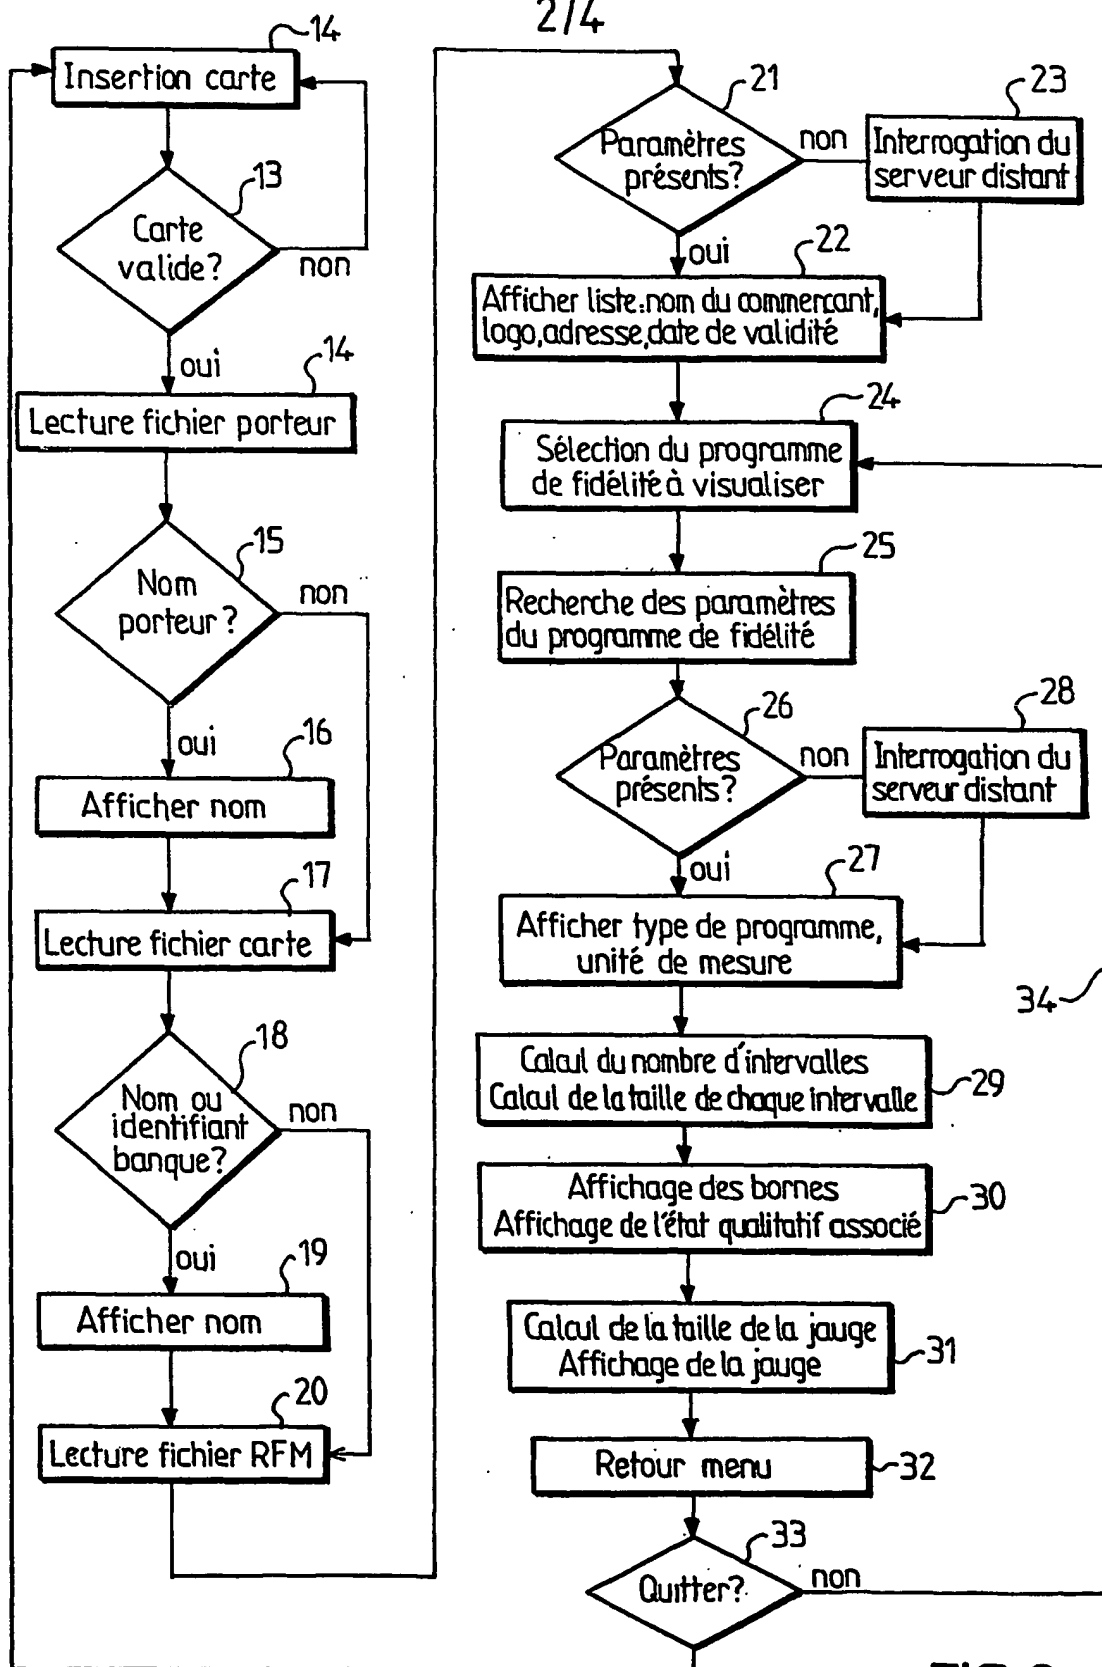 2/4
14
Insertion carte
13
Carte
valide?
non
oui
14
Lecture fichier porteur
15
Nom
porteur?
non
oui
16
Afficher nom
17
Lecture fichier carte
18
Nom ou
identifiant
banque?
non
oui
19
Afficher nom
20
Lecture fichier RFM
21
Paramètres
présents?
non
oui
23
Interrogation du
serveur distant
22
Afficher liste:nom du commerçant,
logo,adresse,date de validité
24
Sélection du programme
de fidélité à visualiser
25
Recherche des paramètres
du programme de fidélité
26
Paramètres
présents?
non
oui
28
Interrogation du
serveur distant
27
Afficher type de programme,
unité de mesure
34
Calcul du nombre d'intervalles
Calcul de la taille de chaque intervalle
29
Affichage des bornes
Affichage de l'état qualitatif associé
30
Calcul de la taille de la jauge
Affichage de la jauge
31
Retour menu
32
33
Quitter?
non